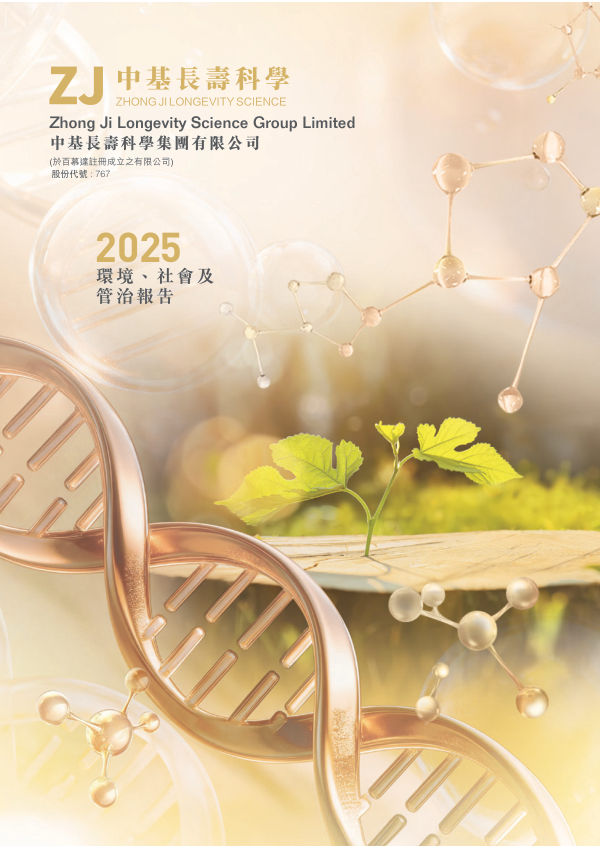 ZJ 中基長壽科學
ZHONG JI LONGEVITY SCIENCE
Zhong Ji Longevity Science Group Limited
中基長壽科學集團有限公司
(於百慕達註冊成立之有限公司)
股份代號 : 767
2025
環境、社會及
管治報告